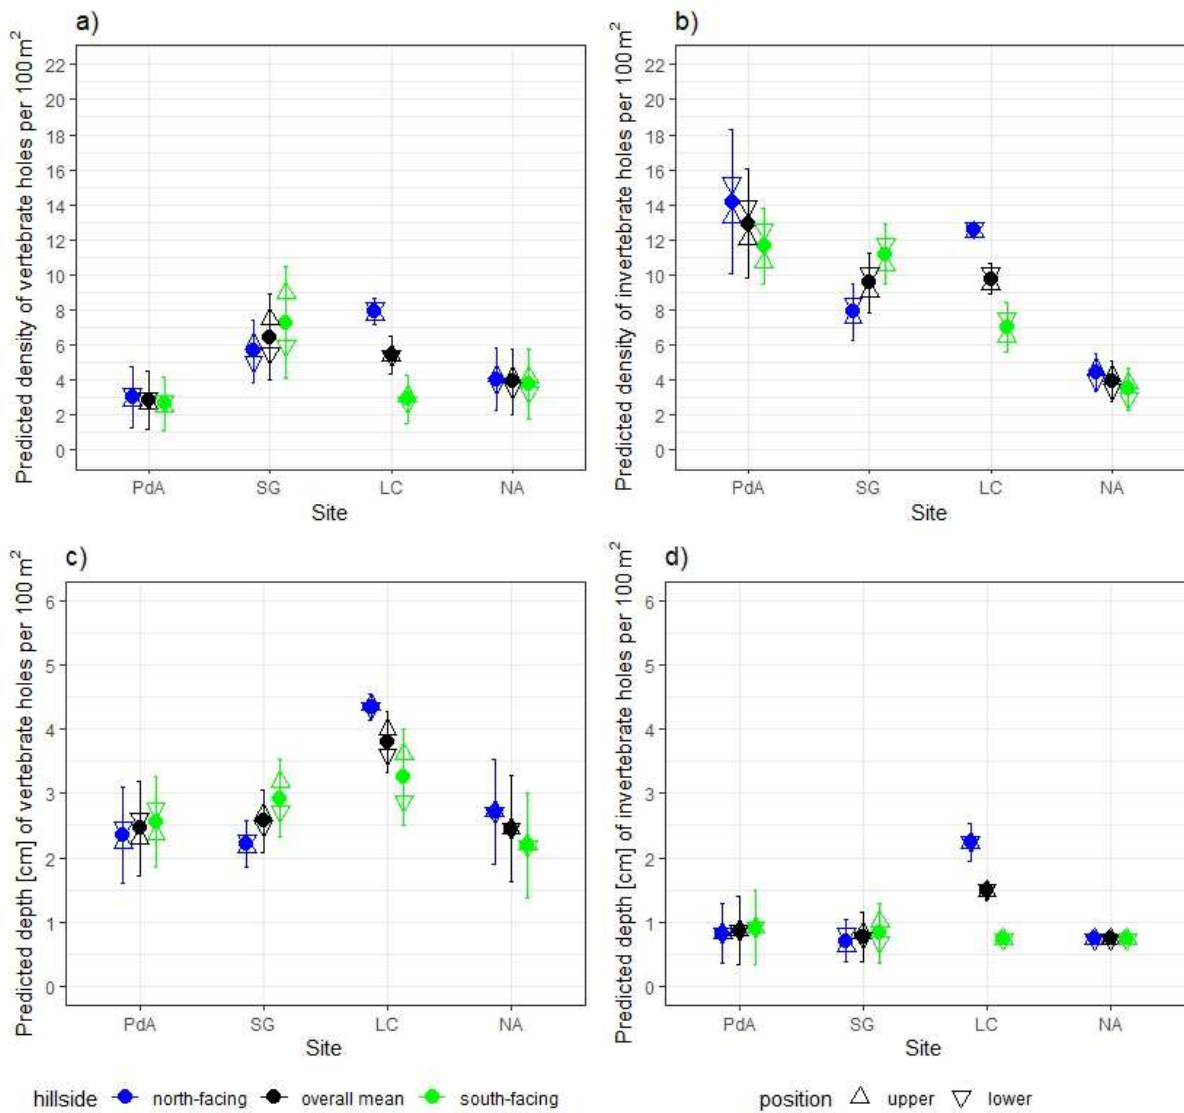 a)
Predicted density of vertebrate holes per 100 m²
22
20
18
16
14
12
10
8
6
4
2
0
PdA SG LC NA
Site
b)
Predicted density of invertebrate holes per 100 m²
22
20
18
16
14
12
10
8
6
4
2
0
PdA SG LC NA
Site
c)
Predicted depth [cm] of vertebrate holes per 100 m²
6
5
4
3
2
1
0
PdA SG LC NA
Site
d)
Predicted depth [cm] of invertebrate holes per 100 m²
6
5
4
3
2
1
0
PdA SG LC NA
Site
hillside north-facing overall mean south-facing position upper lower